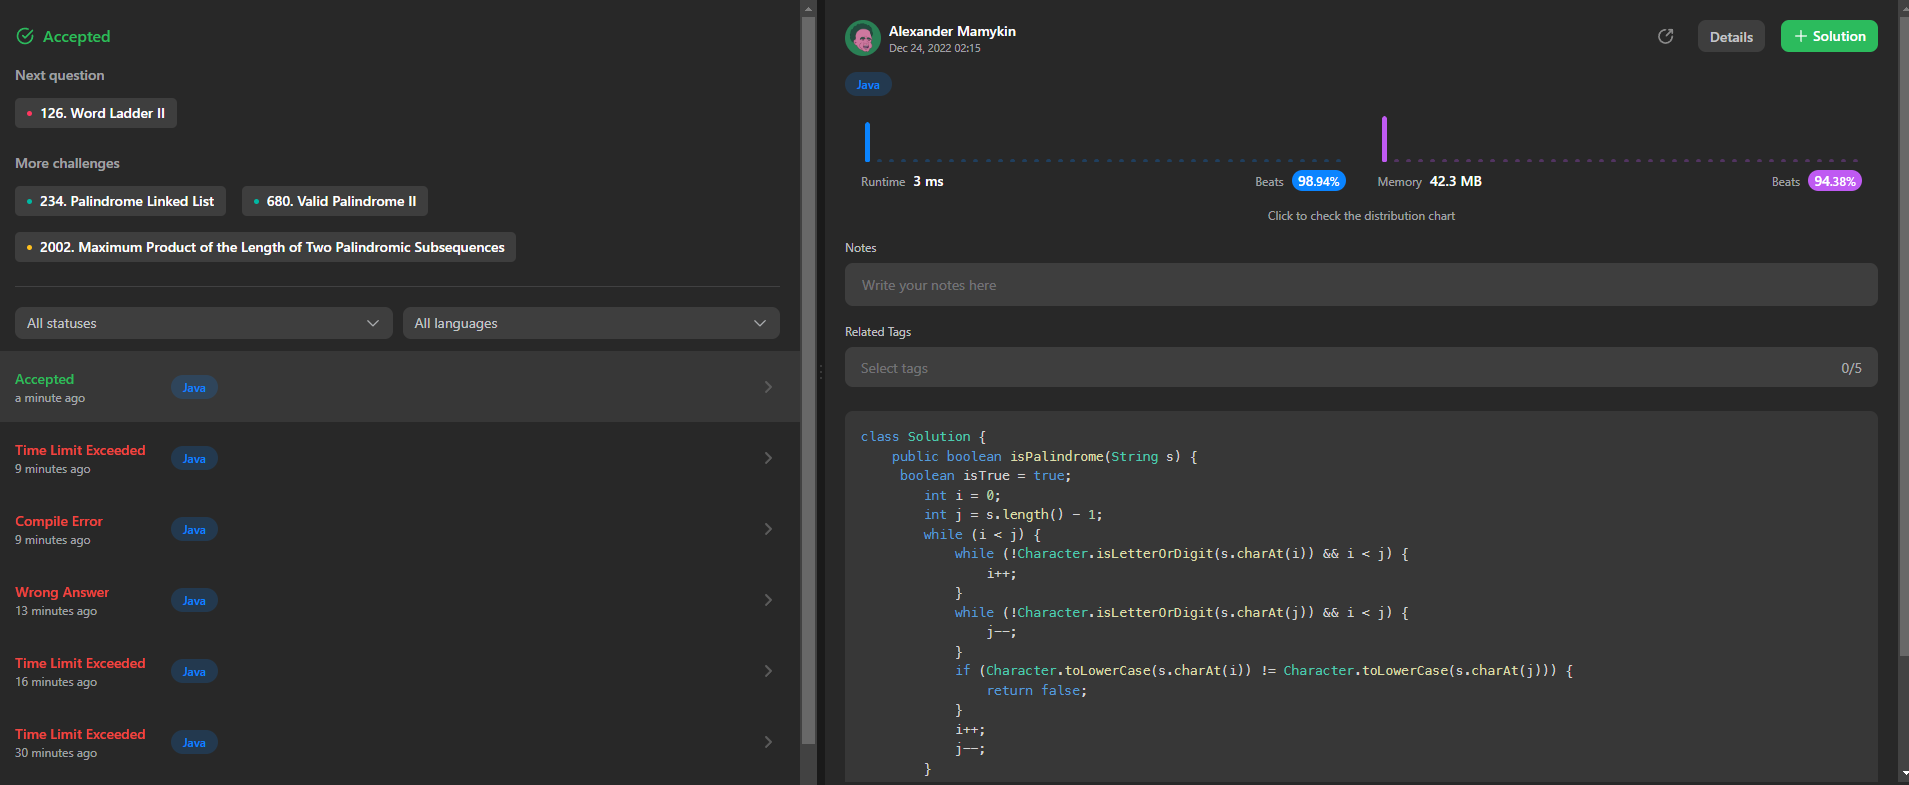 Accepted
Next question
126. Word Ladder II
More challenges
234. Palindrome Linked List
680. Valid Palindrome II
2002. Maximum Product of the Length of Two Palindromic Subsequences
All statuses
All languages
Accepted
a minute ago
Java
Time Limit Exceeded
9 minutes ago
Java
Compile Error
9 minutes ago
Java
Wrong Answer
13 minutes ago
Java
Time Limit Exceeded
16 minutes ago
Java
Time Limit Exceeded
30 minutes ago
Java
Alexander Mamykin
Dec 24, 2022 02:15
Details
+ Solution
Java
Runtime 3 ms
Beats 98.94%
Memory 42.3 MB
Beats 94.38%
Click to check the distribution chart
Notes
Write your notes here
Related Tags
Select tags
0/5
class Solution {
    public boolean isPalindrome(String s) {
     boolean isTrue = true;
        int i = 0;
        int j = s.length() - 1;
        while (i < j) {
            while (!Character.isLetterOrDigit(s.charAt(i)) && i < j) {
                i++;
            }
            while (!Character.isLetterOrDigit(s.charAt(j)) && i < j) {
                j--;
            }
            if (Character.toLowerCase(s.charAt(i)) != Character.toLowerCase(s.charAt(j))) {
                return false;
            }
            i++;
            j--;
        }